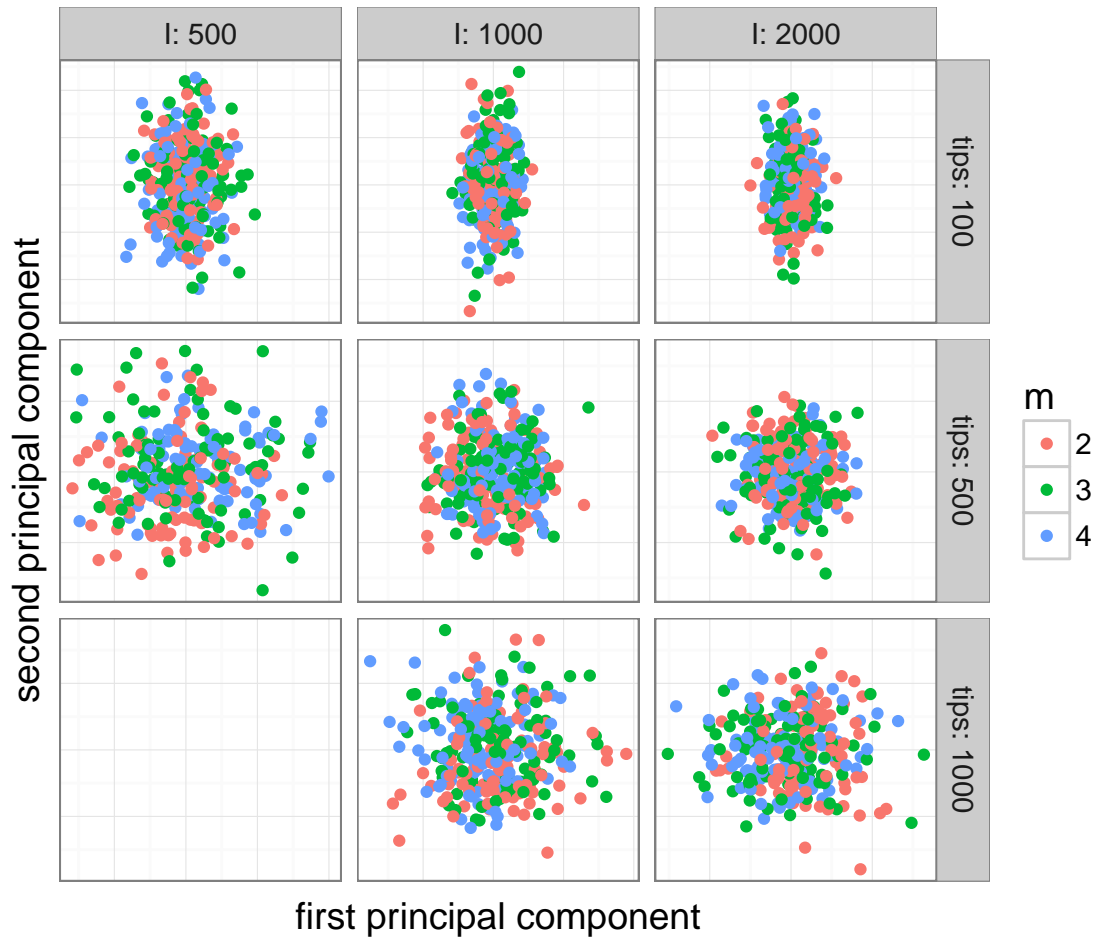 I: 500
I: 1000
I: 2000
tips: 100
tips: 500
tips: 1000
second principal component
first principal component
m
2
3
4